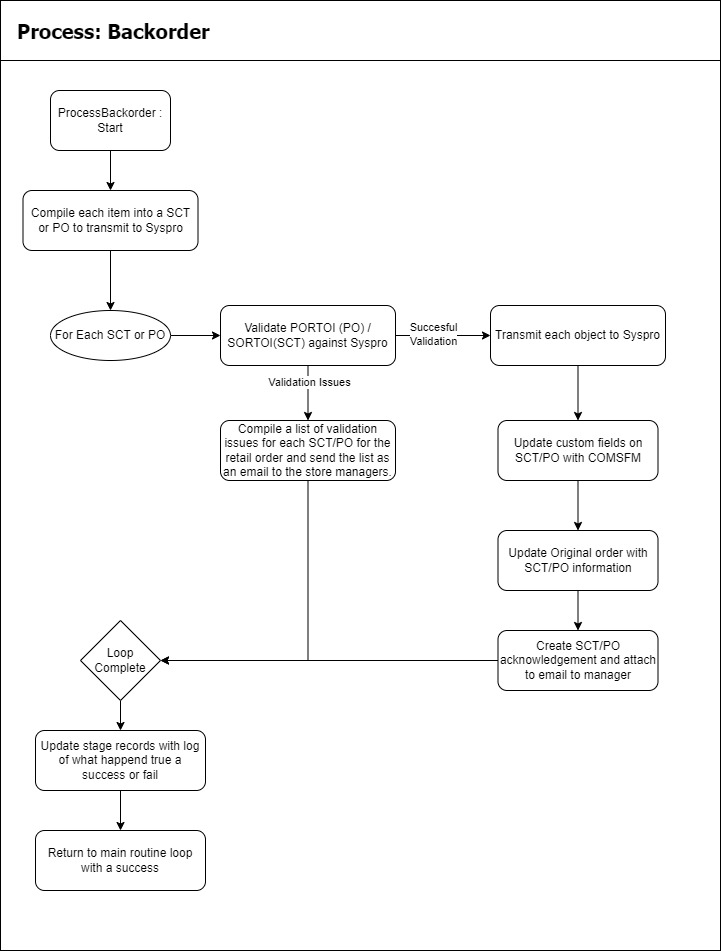 Process: Backorder
ProcessBackorder :
Start
Compile each item into a SCT
or PO to transmit to Syspro
For Each SCT or PO
Validate PORTOI (PO) /
SORTOI(SCT) against Syspro
Succesful
Validation
Transmit each object to Syspro
Validation Issues
Compile a list of validation
issues for each SCT/PO for the
retail order and send the list as
an email to the store managers.
Update custom fields on
SCT/PO with COMSFM
Update Original order with
SCT/PO information
Create SCT/PO
acknowledgement and attach
to email to manager
Loop
Complete
Update stage records with log
of what happend true a
success or fail
Return to main routine loop
with a success